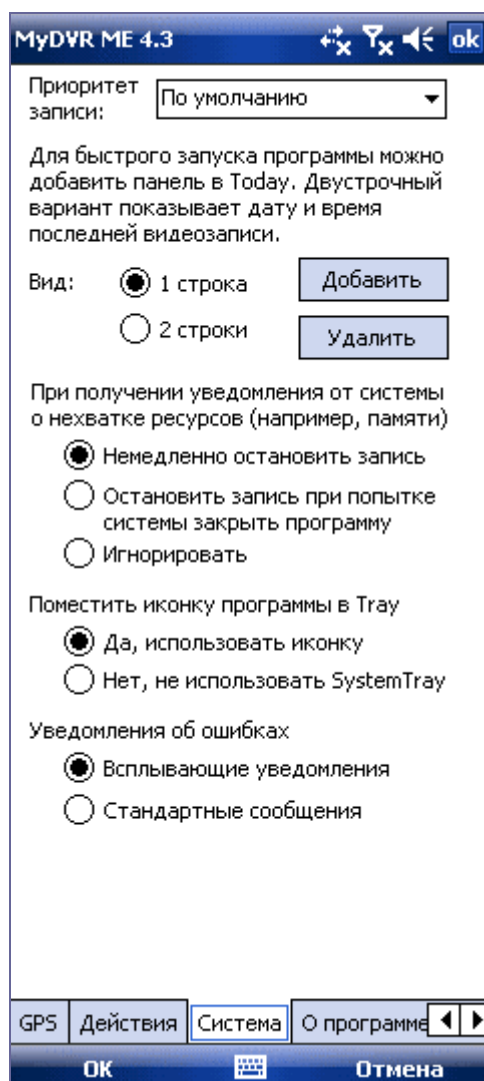 MyDVR ME 4.3
ok
Приоритет
записи:
По умолчанию
Для быстрого запуска программы можно
добавить панель в Today. Двустрочный
вариант показывает дату и время
последней видеозаписи.
Вид:
1 строка
Добавить
2 строки
Удалить
При получении уведомления от системы
о нехватке ресурсов (например, памяти)
Немедленно остановить запись
Остановить запись при попытке
системы закрыть программу
Игнорировать
Поместить иконку программы в Tray
Да, использовать иконку
Нет, не использовать SystemTray
Уведомления об ошибках
Всплывающие уведомления
Стандартные сообщения
GPS
Действия
Система
О программе
ОК
Отмена